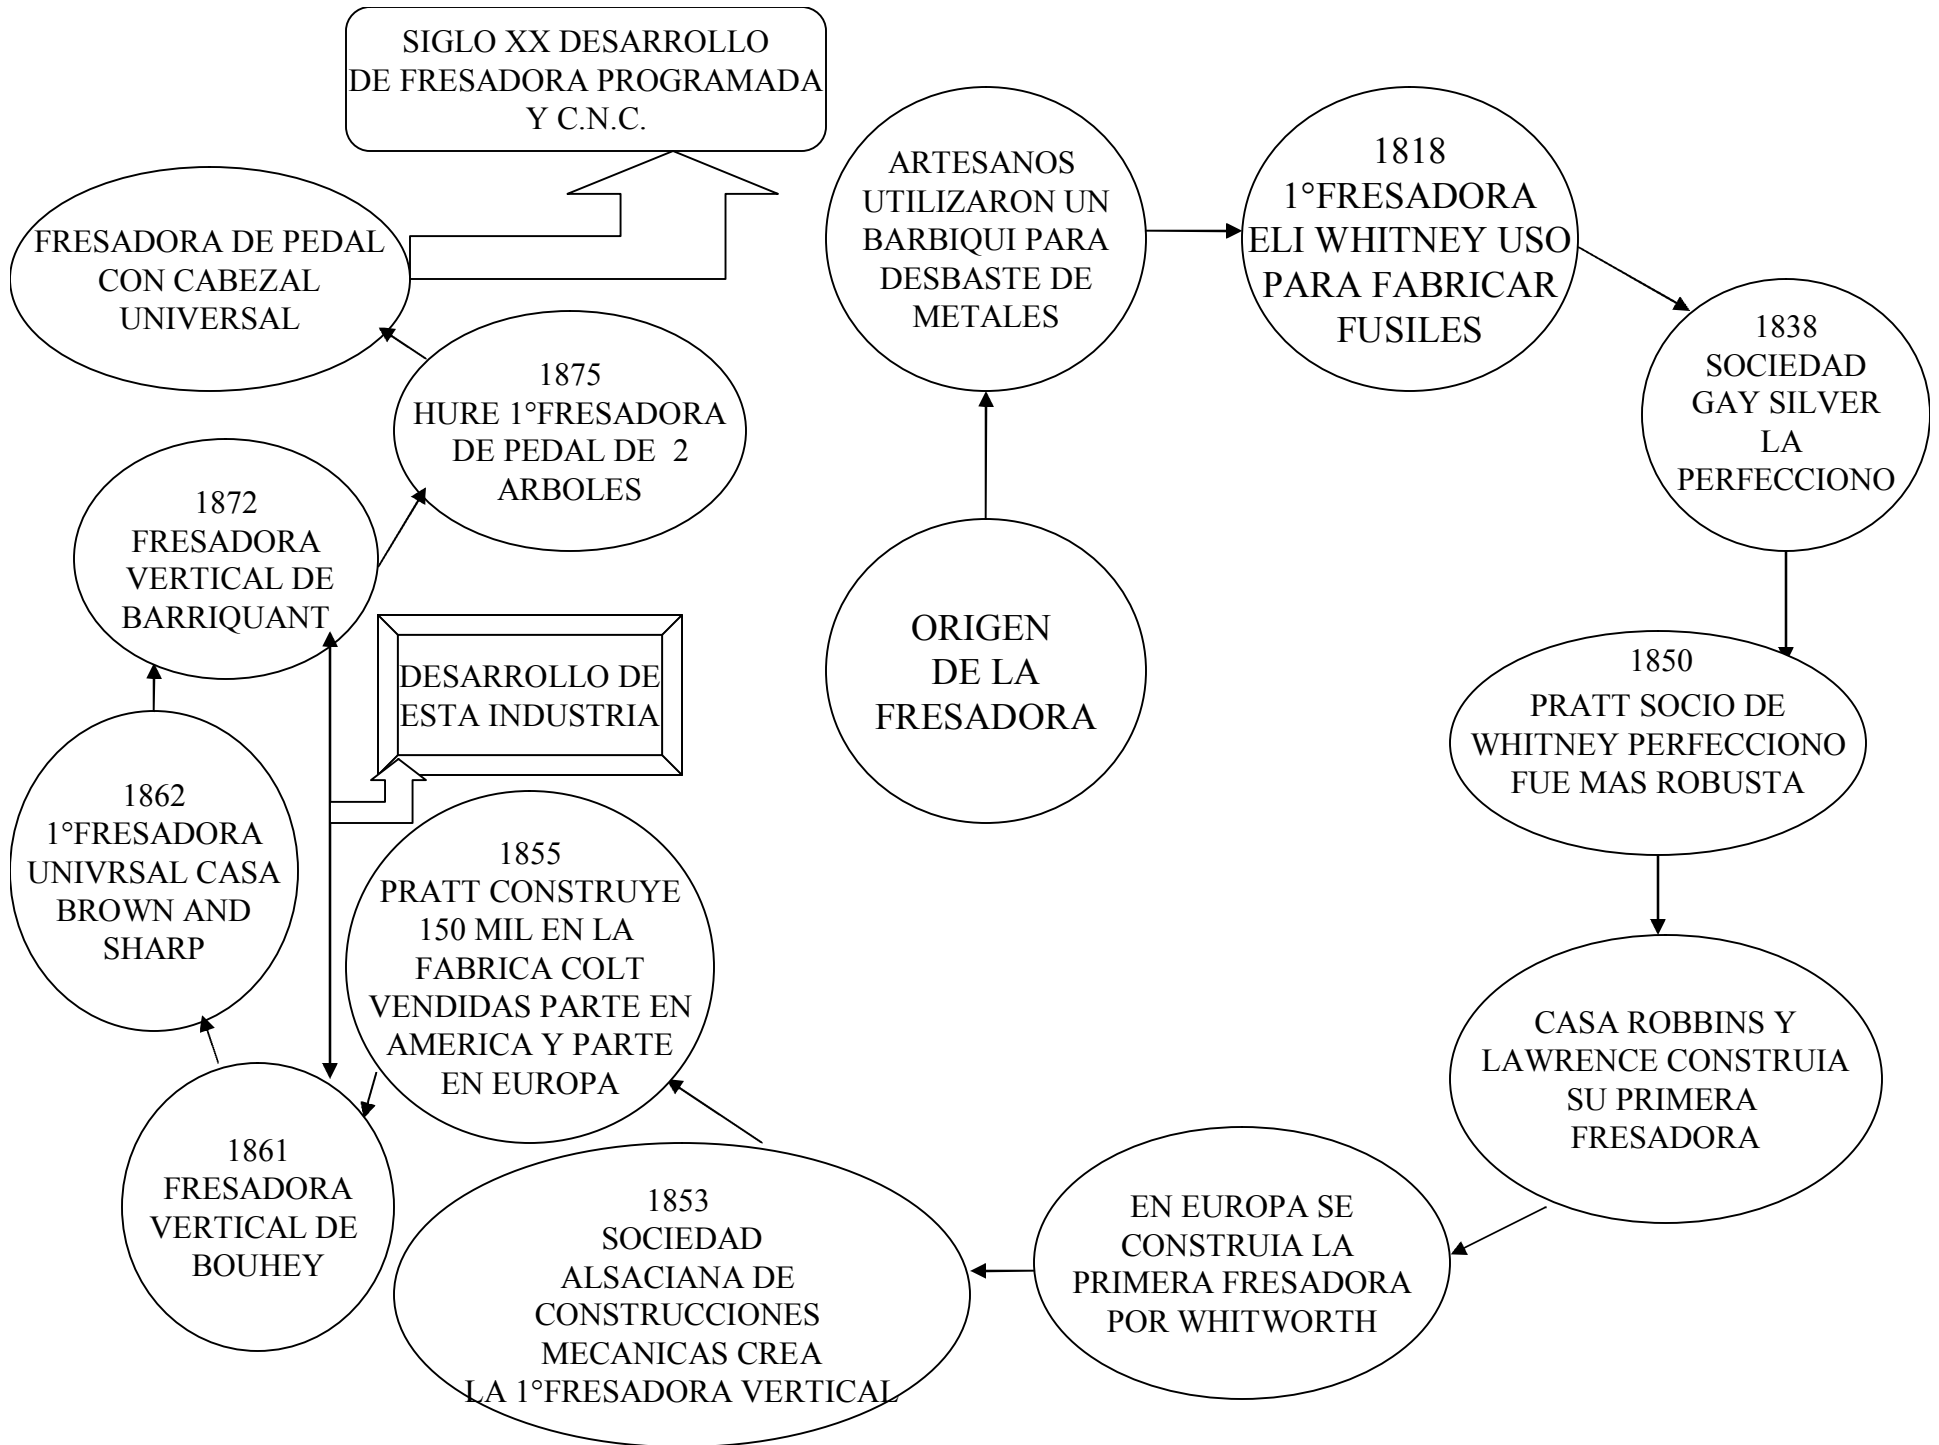 ORIGEN
DE LA
FRESADORA
ARTESANOS
UTILIZARON UN
BARBIQUI PARA
DESBASTE DE
METALES
1818
1°FRESADORA
ELI WHITNEY USO
PARA FABRICAR
FUSILES
1838
SOCIEDAD
GAY SILVER
LA
PERFECCIONO
1850
PRATT SOCIO DE
WHITNEY PERFECCIONO
FUE MAS ROBUSTA
CASA ROBBINS Y
LAWRENCE CONSTRUIA
SU PRIMERA
FRESADORA
EN EUROPA SE
CONSTRUIA LA
PRIMERA FRESADORA
POR WHITWORTH
1853
SOCIEDAD
ALSACIANA DE
CONSTRUCCIONES
MECANICAS CREA
LA 1°FRESADORA VERTICAL
1855
PRATT CONSTRUYE
150 MIL EN LA
FABRICA COLT
VENDIDAS PARTE EN
AMERICA Y PARTE
EN EUROPA
1861
FRESADORA
VERTICAL DE
BOUHEY
1862
1°FRESADORA
UNIVRSAL CASA
BROWN AND
SHARP
1872
FRESADORA
VERTICAL DE
BARRIQUANT
DESARROLLO DE
ESTA INDUSTRIA
1875
HURE 1°FRESADORA
DE PEDAL DE 2
ARBOLES
FRESADORA DE PEDAL
CON CABEZAL
UNIVERSAL
SIGLO XX DESARROLLO
DE FRESADORA PROGRAMADA
Y C.N.C.